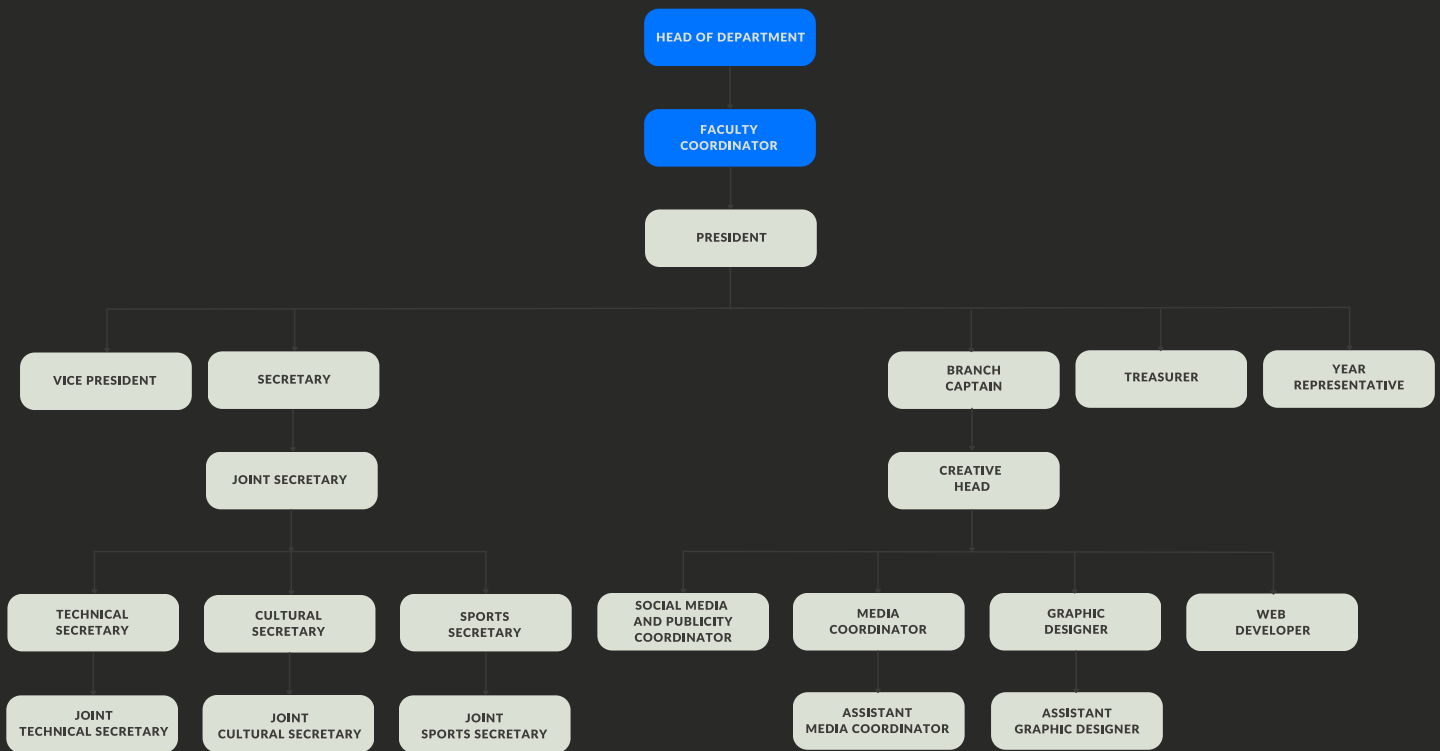 HEAD OF DEPARTMENT
FACULTY
COORDINATOR
PRESIDENT
VICE PRESIDENT
SECRETARY
BRANCH
CAPTAIN
TREASURER
YEAR
REPRESENTATIVE
JOINT SECRETARY
CREATIVE
HEAD
TECHNICAL
SECRETARY
CULTURAL
SECRETARY
SPORTS
SECRETARY
SOCIAL MEDIA
AND PUBLICITY
COORDINATOR
MEDIA
COORDINATOR
GRAPHIC
DESIGNER
WEB
DEVELOPER
JOINT
TECHNICAL SECRETARY
JOINT
CULTURAL SECRETARY
JOINT
SPORTS SECRETARY
ASSISTANT
MEDIA COORDINATOR
ASSISTANT
GRAPHIC DESIGNER